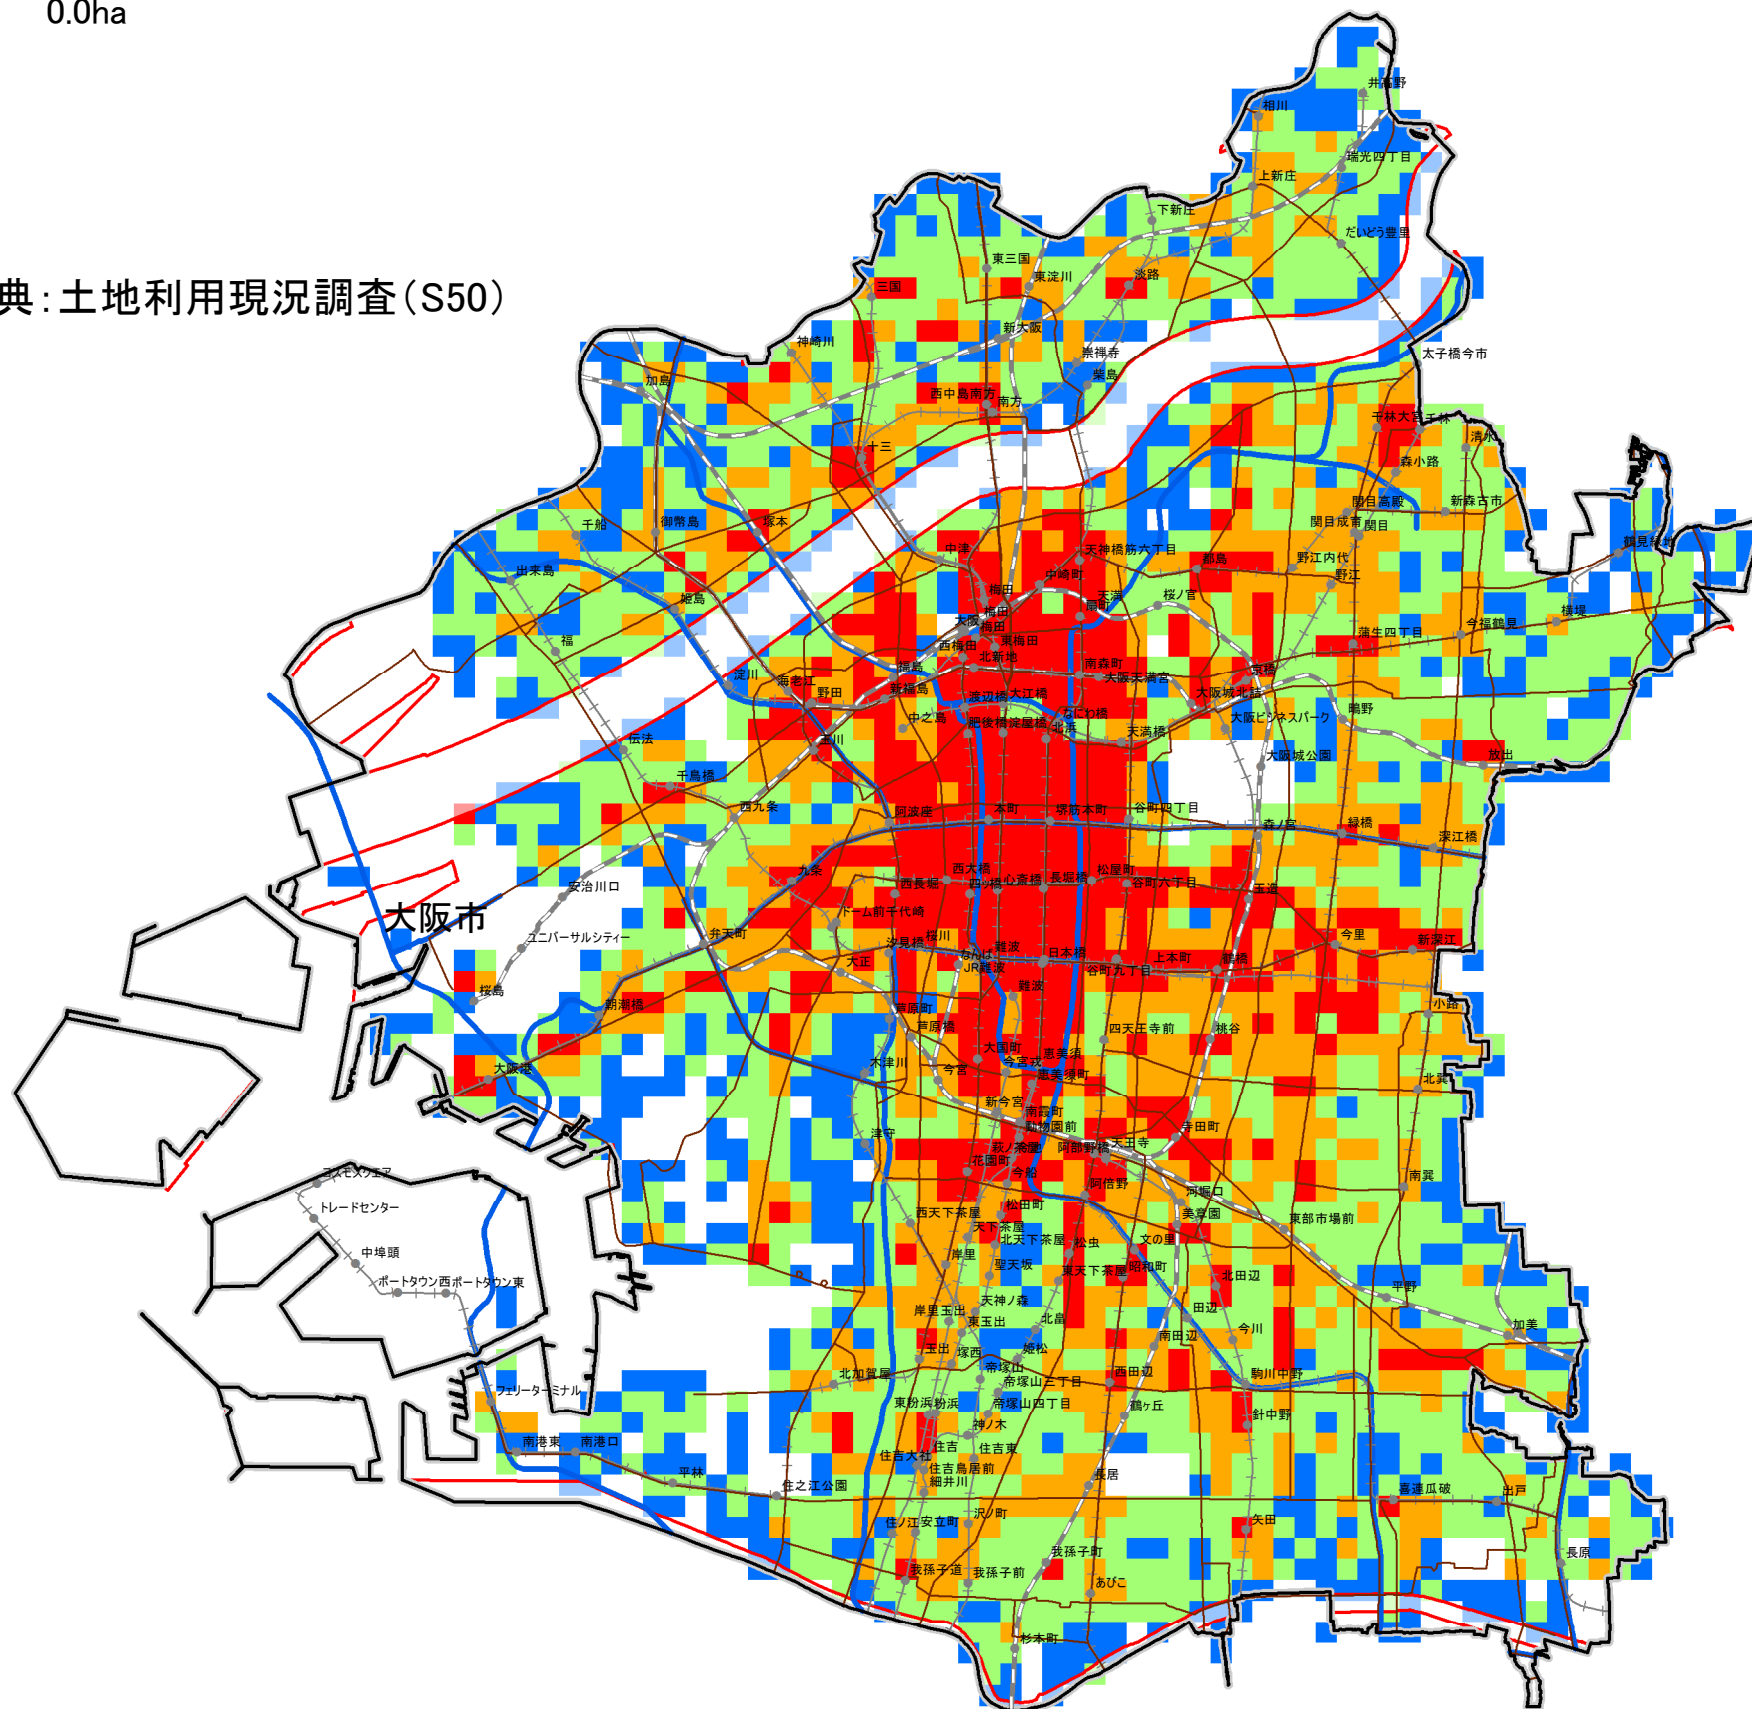 0.0ha
典：土地利用現況調査（S50）
井高野
相川
瑞光四丁目
上新庄
下新庄
だいどう豊里
東三国
東淀川
淡路
三国
新大阪
神崎川
崇禅寺
太子橋今市
柴島
加島
西中島南方
南方
千林大宮
千林
清水
十三
森小路
関目高殿
新森古市
千船
御幣島
塚本
関目成育
関目
鶴見緑地
中津
天神橋筋六丁目
都島
野江内代
野江
出来島
中崎町
梅田
天満
扇町
桜ノ宮
横堤
姫島
梅田
大阪
梅田
東梅田
蒲生四丁目
今福鶴見
福
西梅田
北新地
福島
南森町
大阪天満宮
京橋
淀川
海老江
野田
新福島
渡辺橋
大江橋
大阪城北詰
中之島
肥後橋
淀屋橋
なにわ橋
北浜
大阪ビジネスパーク
鴫野
伝法
玉川
天満橋
放出
大阪城公園
千鳥橋
西九条
阿波座
本町
堺筋本町
谷町四丁目
森ノ宮
緑橋
深江橋
九条
西大橋
西長堀
四ツ橋
心斎橋
長堀橋
松屋町
谷町六丁目
玉造
安治川口
大阪市
ドーム前千代崎
ユニバーサルシティー
弁天町
桜川
汐見橋
難波
なんば
日本橋
今里
新深江
大正
JR難波
谷町九丁目
上本町
鶴橋
桜島
難波
朝潮橋
芦原町
小路
芦原橋
四天王寺前
桃谷
大国町
恵美須
今宮戎
大阪港
木津川
今宮
恵美須町
北巽
新今宮
南霞町
動物園前
津守
寺田町
阿部野橋
天王寺
花園町
今船
コスモスクエア
南巽
阿倍野
河堀口
トレードセンター
松田町
美章園
西天下茶屋
東部市場前
天下茶屋
北天下茶屋
松虫
文の里
中埠頭
岸里
聖天坂
東天下茶屋
昭和町
北田辺
ポートタウン西
ポートタウン東
平野
岸里玉出
天神ノ森
田辺
東玉出
北畠
今川
加美
玉出
塚西
姫松
南田辺
帝塚山
北加賀屋
西田辺
駒川中野
帝塚山三丁目
フェリーターミナル
東粉浜
粉浜
帝塚山四丁目
鶴ヶ丘
針中野
神ノ木
南港東
南港口
住吉
住吉東
住吉大社
平林
住吉鳥居前
細井川
長居
住之江公園
喜連瓜破
出戸
住ノ江
安立町
沢ノ町
矢田
我孫子町
長原
我孫子道
我孫子前
あびこ
杉本町